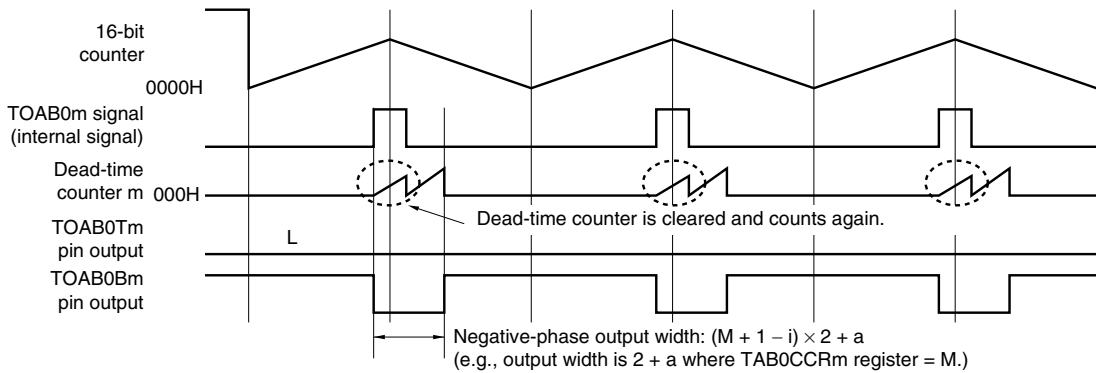 16-bit
counter
0000H
TOAB0m signal
(internal signal)
Dead-time
counter m 000H
Dead-time counter is cleared and counts again.
TOAB0Tm
pin output
L
TOAB0Bm
pin output
Negative-phase output width: (M + 1 − i) × 2 + a
(e.g., output width is 2 + a where TAB0CCRm register = M.)